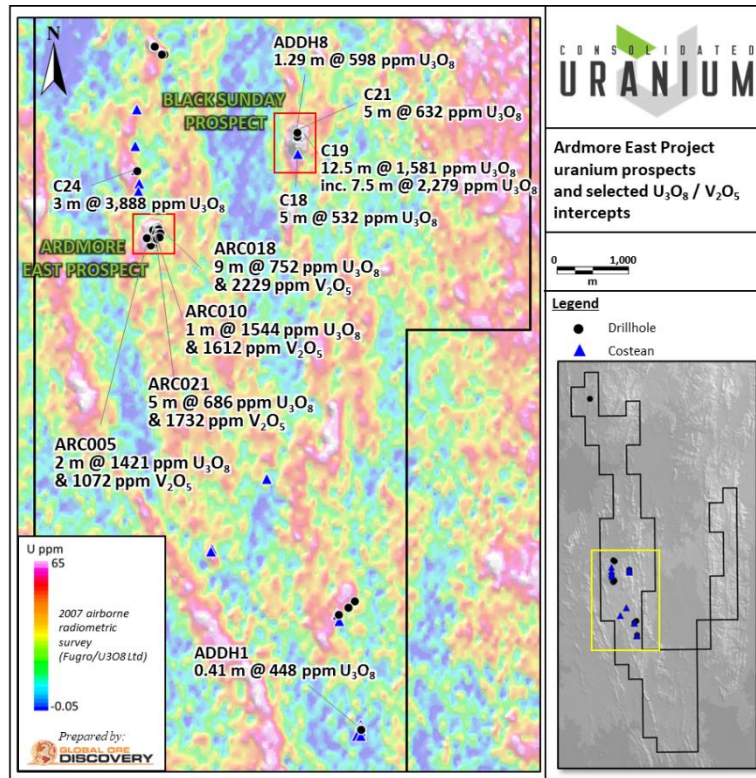 N
ADDH8
1.29 m @ 598 ppm U₃O₈
BLACK SUNDAY
PROSPECT
C21
5 m @ 632 ppm U₃O₈
C19
12.5 m @ 1,581 ppm U₃O₈
inc. 7.5 m @ 2,279 ppm U₃O₈
C24
3 m @ 3,888 ppm U₃O₈
C18
5 m @ 532 ppm U₃O₈
ARDMORE
EAST PROSPECT
ARC018
9 m @ 752 ppm U₃O₈
& 2229 ppm V₂O₅
ARC010
1 m @ 1544 ppm U₃O₈
& 1612 ppm V₂O₅
ARC021
5 m @ 686 ppm U₃O₈
& 1732 ppm V₂O₅
ARC005
2 m @ 1421 ppm U₃O₈
& 1072 ppm V₂O₅
ADDH1
0.41 m @ 448 ppm U₃O₈
U ppm
65
2007 airborne
radiometric
survey
(Fugro/U3O8 Ltd)
-0.05
Prepared by:
GLOBAL ORE
DISCOVERY
CONSOLIDATED
URANIUM
Ardmore East Project
uranium prospects
and selected U₃O₈ / V₂O₅
intercepts
0 1,000
m
Legend
Drillhole
Costean